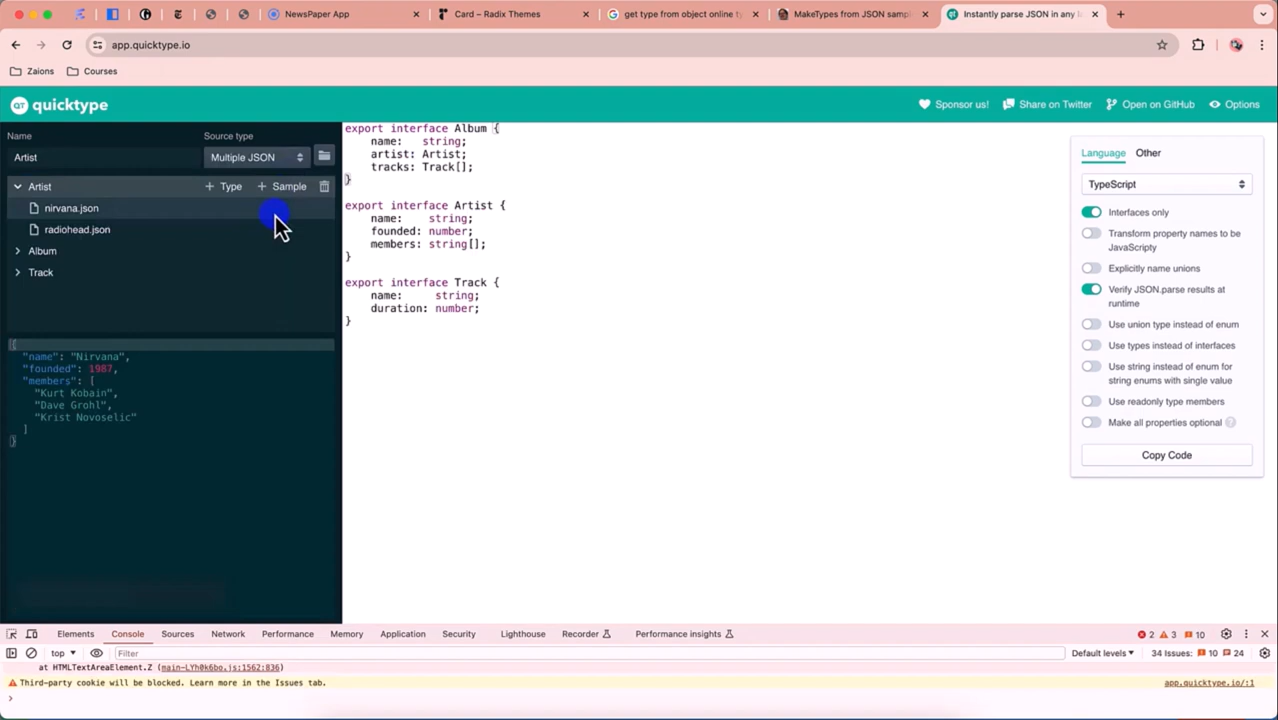 NewsPaper App
Card – Radix Themes
get type from object online ty
MakeTypes from JSON sampl
Instantly parse JSON in any l
app.quicktype.io
Zaions
Courses
quicktype
Sponsor us!
Share on Twitter
Open on GitHub
Options
Name
Source type
Artist
Multiple JSON
Artist
Type
Sample
nirvana.json
radiohead.json
Album
Track
{
"name": "Nirvana",
"founded": 1987,
"members": [
"Kurt Kobain",
"Dave Grohl",
"Krist Novoselic"
]
}
export interface Album {
name: string;
artist: Artist;
tracks: Track[];
}
export interface Artist {
name: string;
founded: number;
members: string[];
}
export interface Track {
name: string;
duration: number;
}
Language
Other
TypeScript
Interfaces only
Transform property names to be
JavaScripty
Explicitly name unions
Verify JSON.parse results at
runtime
Use union type instead of enum
Use types instead of interfaces
Use string instead of enum for
string enums with single value
Use readonly type members
Make all properties optional ?
Copy Code
Elements
Console
Sources
Network
Performance
Memory
Application
Security
Lighthouse
Recorder
Performance insights
2
3
10
top
Filter
Default levels
34 Issues: 10 24
at HTMLTextAreaElement.Z (main-LYh0k6bo.js:1562:836)
Third-party cookie will be blocked. Learn more in the Issues tab.
app.quicktype.io/:1